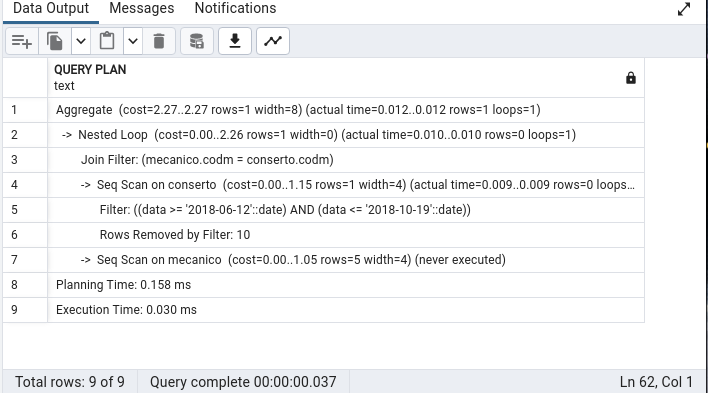 Data Output Messages Notifications
QUERY PLAN
text
1 Aggregate (cost=2.27..2.27 rows=1 width=8) (actual time=0.012..0.012 rows=1 loops=1)
2 -> Nested Loop (cost=0.00..2.26 rows=1 width=0) (actual time=0.010..0.010 rows=0 loops=1)
3 Join Filter: (mecanico.codm = conserto.codm)
4 -> Seq Scan on conserto (cost=0.00..1.15 rows=1 width=4) (actual time=0.009..0.009 rows=0 loops...
5 Filter: ((data >= '2018-06-12'::date) AND (data <= '2018-10-19'::date))
6 Rows Removed by Filter: 10
7 -> Seq Scan on mecanico (cost=0.00..1.05 rows=5 width=4) (never executed)
8 Planning Time: 0.158 ms
9 Execution Time: 0.030 ms
Total rows: 9 of 9 Query complete 00:00:00.037 Ln 62, Col 1